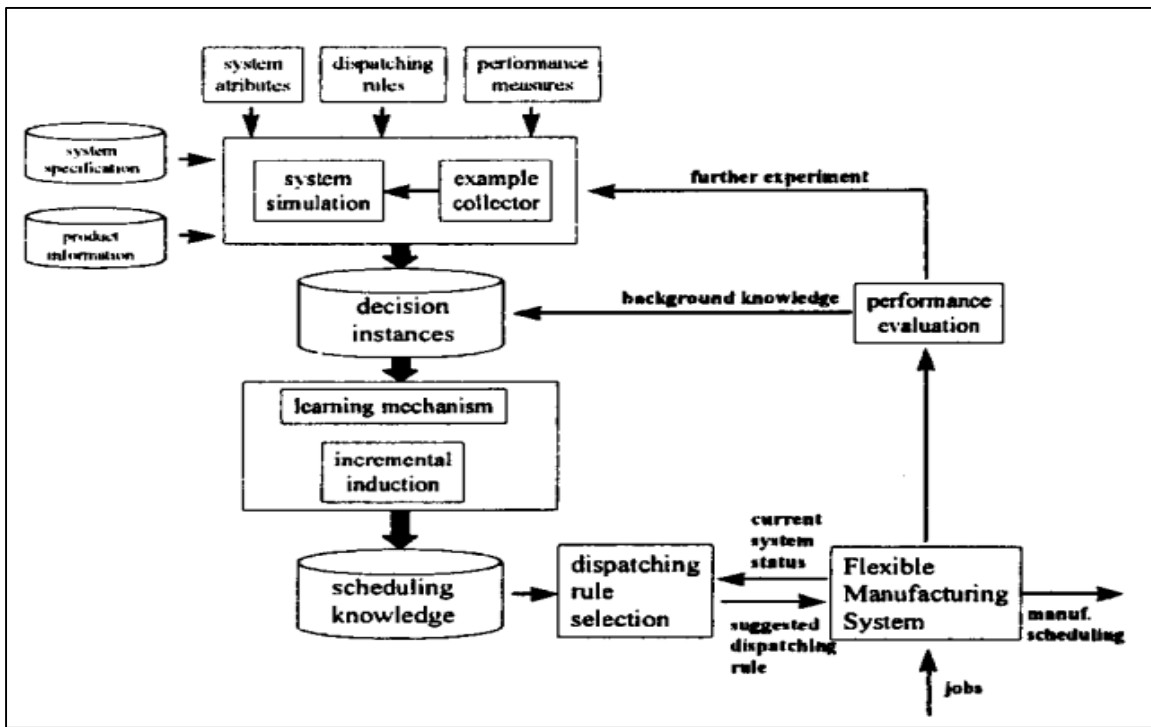 system
atributes
dispatching
rules
performance
measures
system
specification
system
simulation
example
collector
further experiment
product
information
decision
instances
background knowledge
performance
evaluation
learning mechanism
incremental
induction
current
system
status
scheduling
knowledge
dispatching
rule
selection
Flexible
Manufacturing
System
manuf.
scheduling
suggested
dispatching
rule
jobs